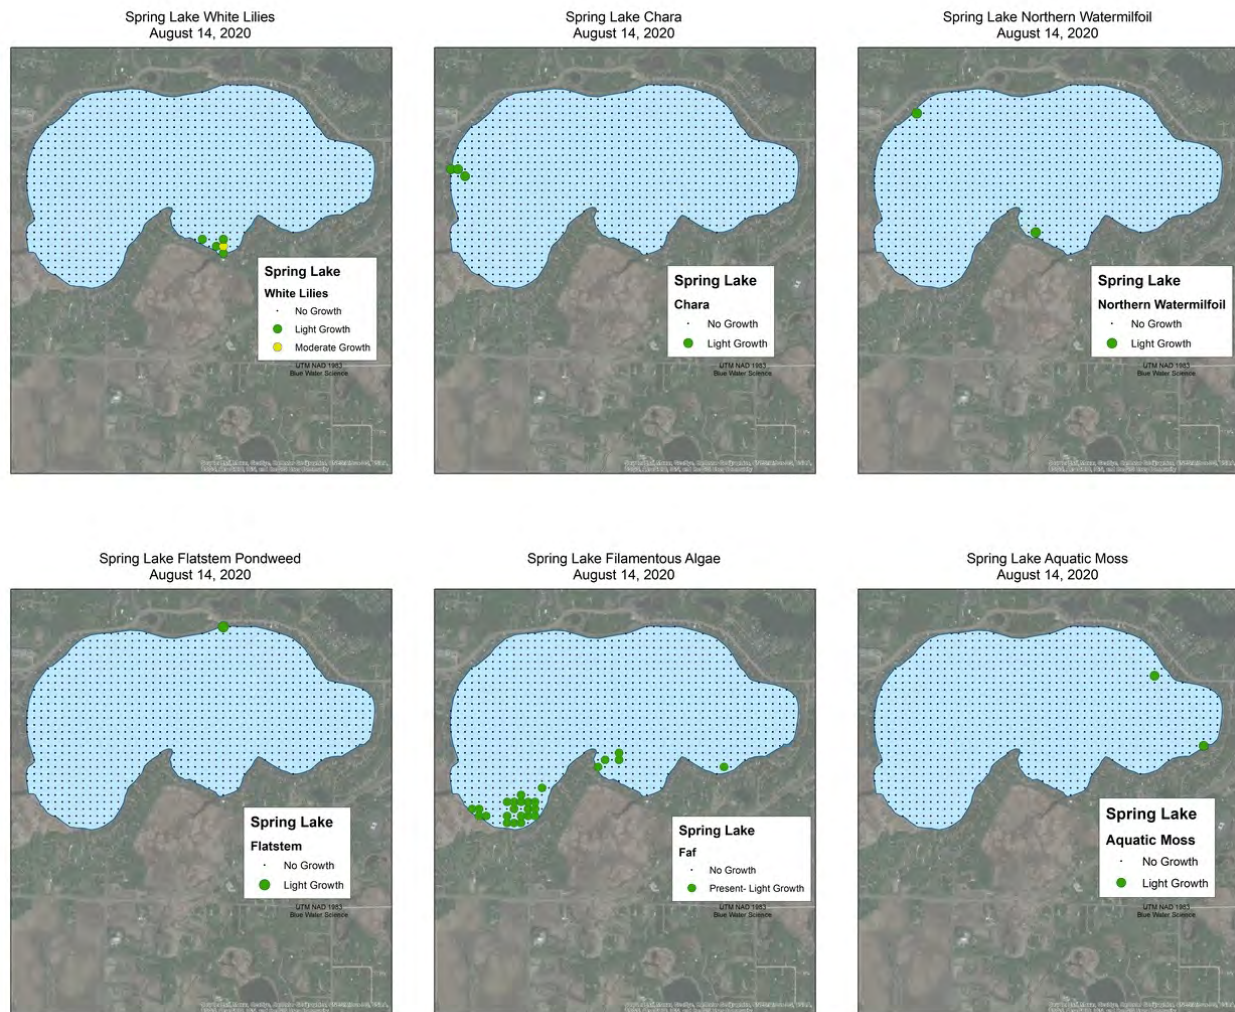 Spring Lake White Lilies
August 14, 2020
Spring Lake
White Lilies
No Growth
Light Growth
Moderate Growth
UTM NAD 1983
Blue Water Science
Spring Lake Chara
August 14, 2020
Spring Lake
Chara
No Growth
Light Growth
UTM NAD 1983
Blue Water Science
Spring Lake Northern Watermilfoil
August 14, 2020
Spring Lake
Northern Watermilfoil
No Growth
Light Growth
UTM NAD 1983
Blue Water Science
Spring Lake Flatstem Pondweed
August 14, 2020
Spring Lake
Flatstem
No Growth
Light Growth
UTM NAD 1983
Blue Water Science
Spring Lake Filamentous Algae
August 14, 2020
Spring Lake
Faf
No Growth
Present- Light Growth
UTM NAD 1983
Blue Water Science
Spring Lake Aquatic Moss
August 14, 2020
Spring Lake
Aquatic Moss
No Growth
Light Growth
UTM NAD 1983
Blue Water Science